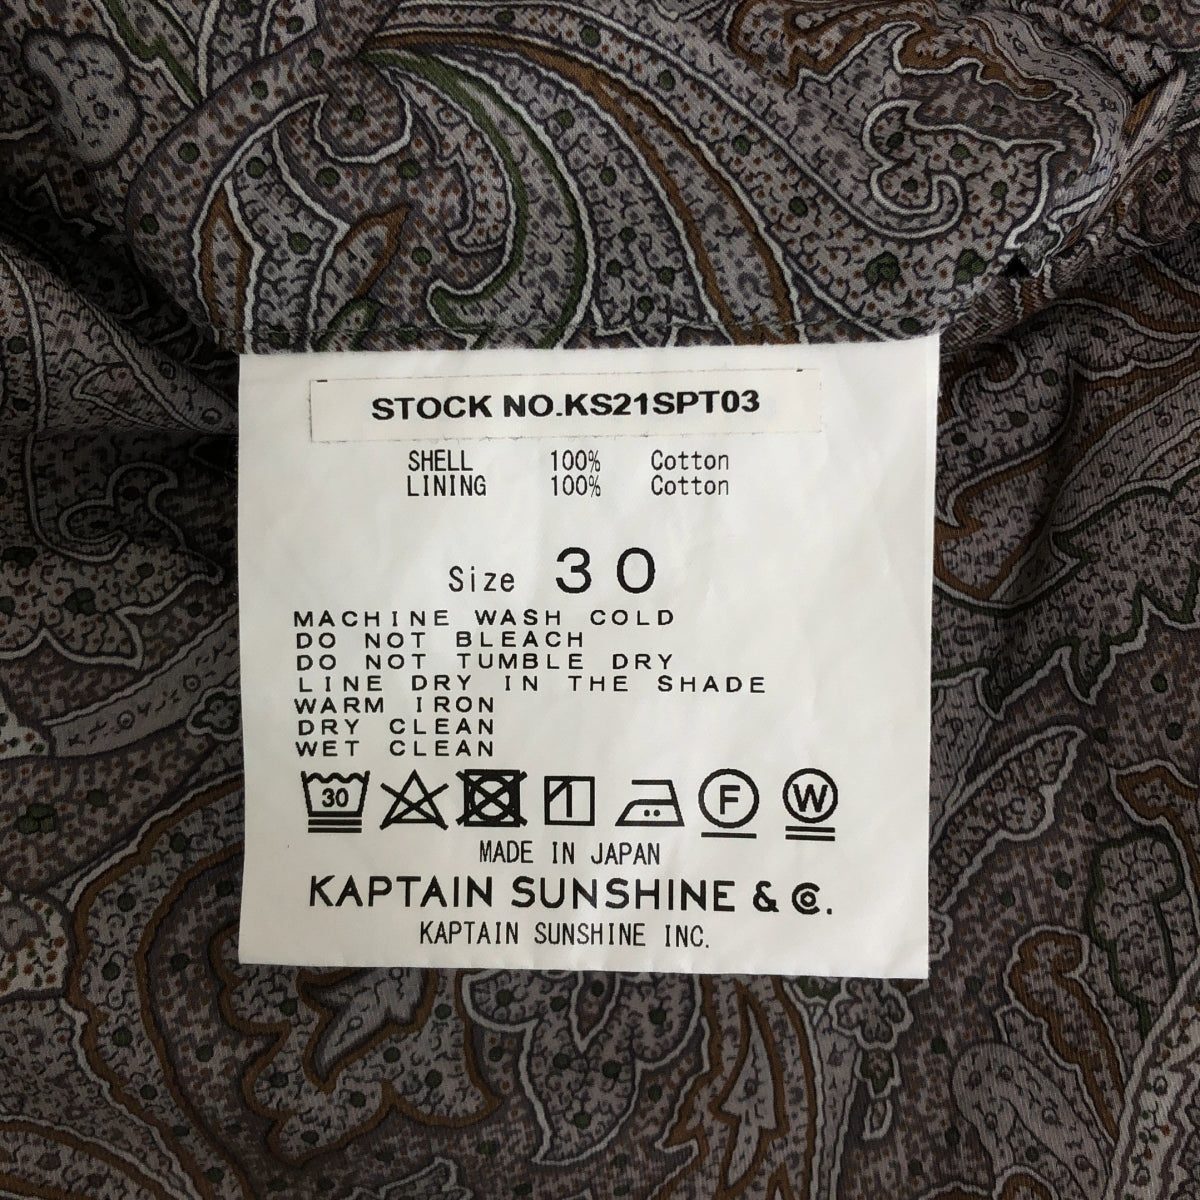 STOCK NO.KS21SPT03
SHELL 100% Cotton
LINING 100% Cotton
Size 30
MACHINE WASH COLD
DO NOT BLEACH
DO NOT TUMBLE DRY
LINE DRY IN THE SHADE
WARM IRON
DRY CLEAN
WET CLEAN
30 F W
MADE IN JAPAN
KAPTAIN SUNSHINE & Co.
KAPTAIN SUNSHINE INC.